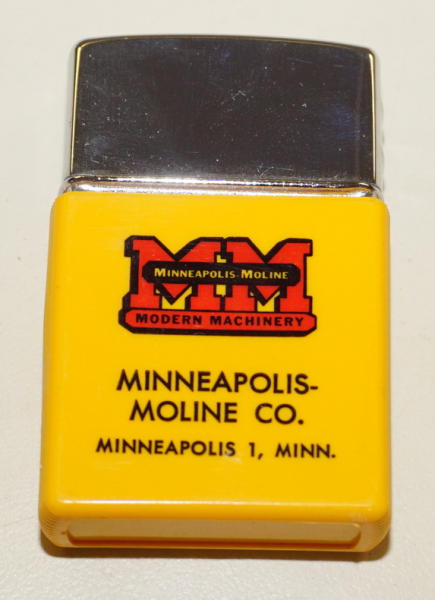 MM
MINNEAPOLIS-MOLINE
MODERN MACHINERY
MINNEAPOLIS-
MOLINE CO.
MINNEAPOLIS 1, MINN.